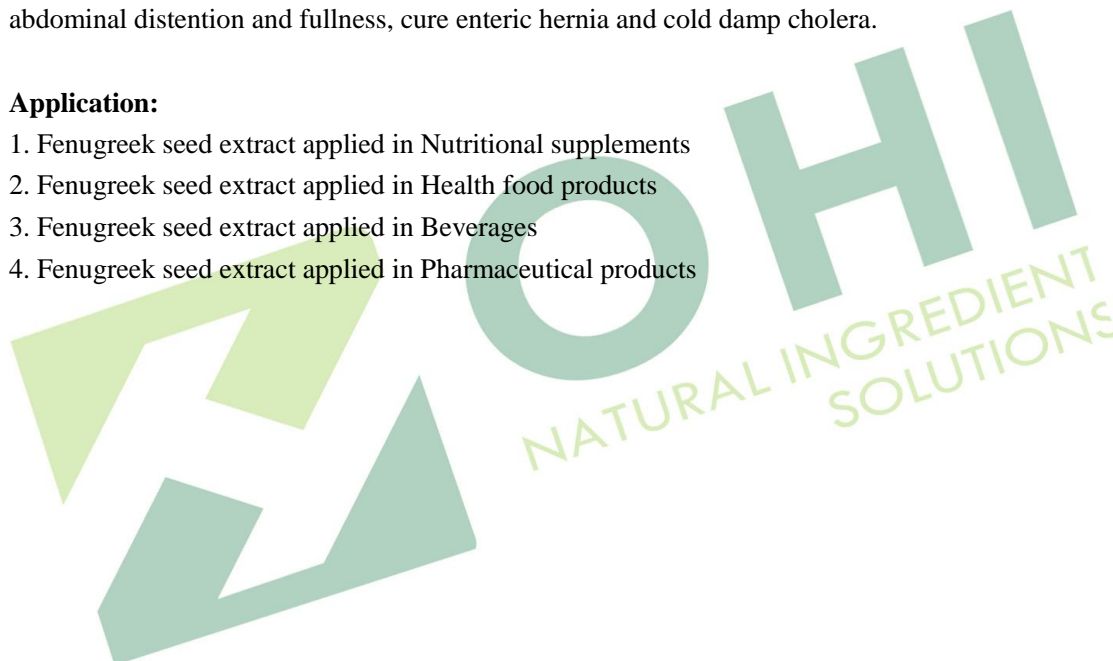 abdominal distention and fullness, cure enteric hernia and cold damp cholera.
Application:
1. Fenugreek seed extract applied in Nutritional supplements
2. Fenugreek seed extract applied in Health food products
3. Fenugreek seed extract applied in Beverages
4. Fenugreek seed extract applied in Pharmaceutical products
OHI
NATURAL INGREDIENT
SOLUTIONS